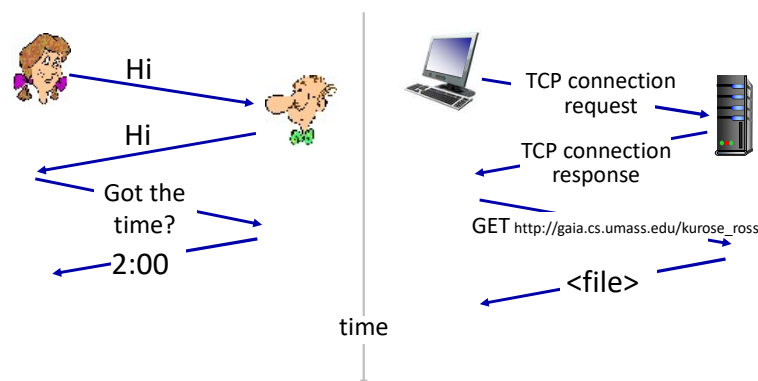 Hi
Hi
Got the
time?
2:00
TCP connection
request
TCP connection
response
GET http://gaia.cs.umass.edu/kurose_ross
<file>
time